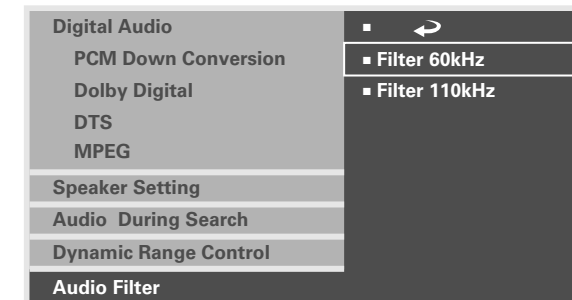 Digital Audio
PCM Down Conversion
Dolby Digital
DTS
MPEG
Speaker Setting
Audio During Search
Dynamic Range Control
Audio Filter
Filter 60kHz
Filter 110kHz